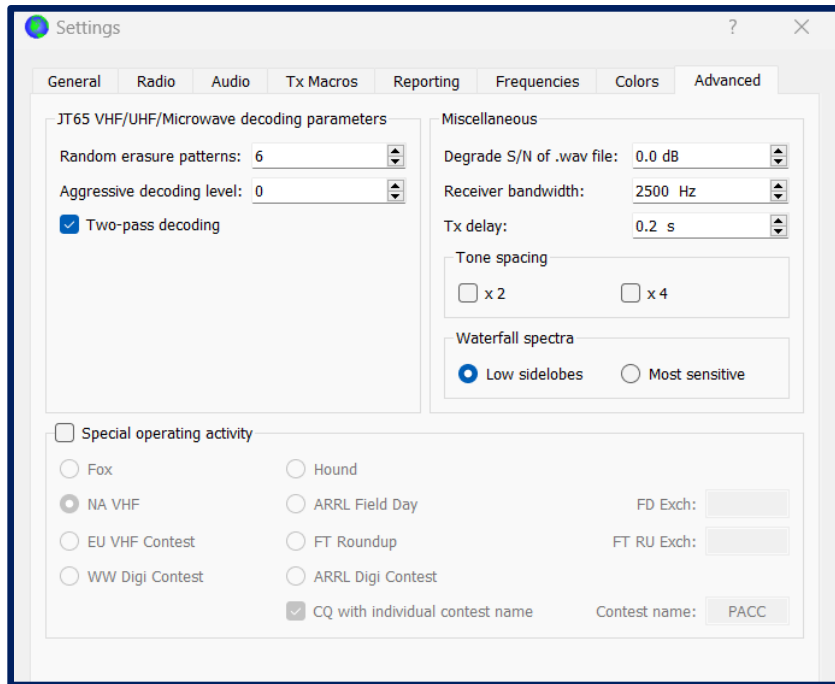 Settings
?
General Radio Audio Tx Macros Reporting Frequencies Colors Advanced
JT65 VHF/UHF/Microwave decoding parameters
Random erasure patterns: 6
Aggressive decoding level: 0
Two-pass decoding
Miscellaneous
Degrade S/N of .wav file: 0.0 dB
Receiver bandwidth: 2500 Hz
Tx delay: 0.2 s
Tone spacing
x 2 x 4
Waterfall spectra
Low sidelobes Most sensitive
Special operating activity
Fox Hound
NA VHF ARRL Field Day FD Exch:
EU VHF Contest FT Roundup FT RU Exch:
WW Digi Contest ARRL Digi Contest
CQ with individual contest name Contest name: PACC